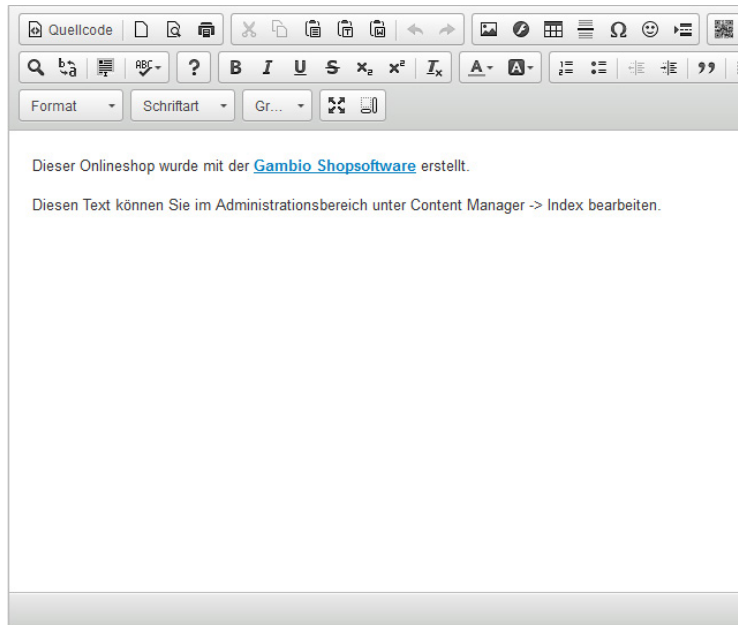 Quellcode
Format Schriftart Gr...
Dieser Onlineshop wurde mit der Gambio Shopsoftware erstellt.
Diesen Text können Sie im Administrationsbereich unter Content Manager -> Index bearbeiten.